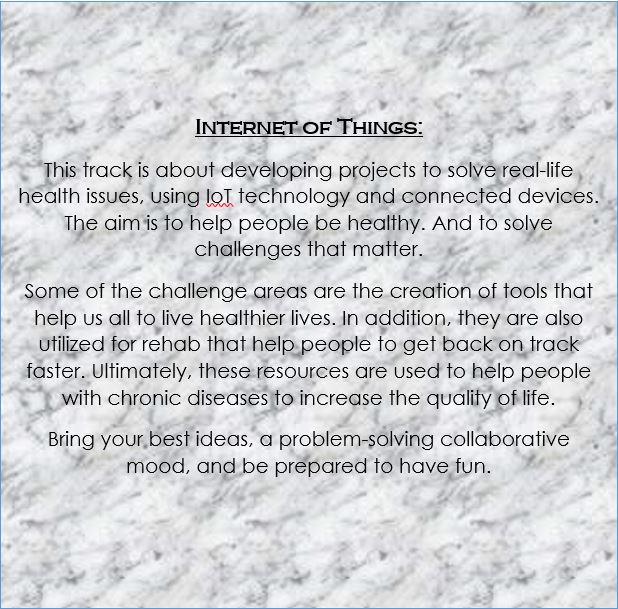 Internet of Things:
This track is about developing projects to solve real-life
health issues, using IoT technology and connected devices.
The aim is to help people be healthy. And to solve
challenges that matter.
Some of the challenge areas are the creation of tools that
help us all to live healthier lives. In addition, they are also
utilized for rehab that help people to get back on track
faster. Ultimately, these resources are used to help people
with chronic diseases to increase the quality of life.
Bring your best ideas, a problem-solving collaborative
mood, and be prepared to have fun.